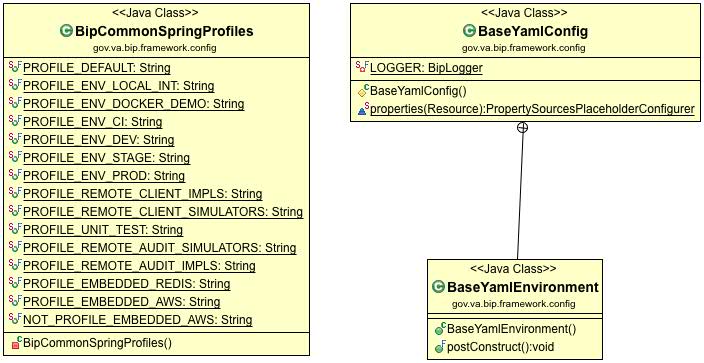 <<Java Class>>
BipCommonSpringProfiles
gov.va.bip.framework.config
PROFILE_DEFAULT: String
PROFILE_ENV_LOCAL_INT: String
PROFILE_ENV_DOCKER_DEMO: String
PROFILE_ENV_CI: String
PROFILE_ENV_DEV: String
PROFILE_ENV_STAGE: String
PROFILE_ENV_PROD: String
PROFILE_REMOTE_CLIENT_IMPLS: String
PROFILE_REMOTE_CLIENT_SIMULATORS: String
PROFILE_UNIT_TEST: String
PROFILE_REMOTE_AUDIT_SIMULATORS: String
PROFILE_REMOTE_AUDIT_IMPLS: String
PROFILE_EMBEDDED_REDIS: String
PROFILE_EMBEDDED_AWS: String
NOT_PROFILE_EMBEDDED_AWS: String
BipCommonSpringProfiles()
<<Java Class>>
BaseYamlConfig
gov.va.bip.framework.config
LOGGER: BipLogger
BaseYamlConfig()
properties(Resource):PropertySourcesPlaceholderConfigurer
<<Java Class>>
BaseYamlEnvironment
gov.va.bip.framework.config
BaseYamlEnvironment()
postConstruct():void